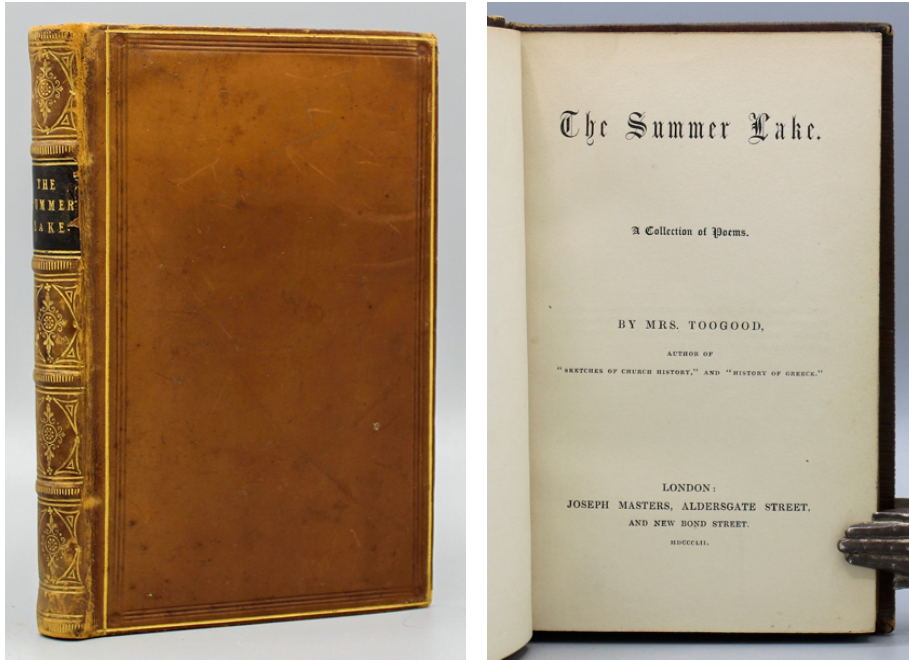 THE
SUMMER
LAKE.
The Summer Lake.
A Collection of Poems.
BY MRS. TOOGOOD,
AUTHOR OF
"SKETCHES OF CHURCH HISTORY," AND "HISTORY OF GREECE."
LONDON:
JOSEPH MASTERS, ALDERSGATE STREET,
AND NEW BOND STREET.
MDCCCLII.